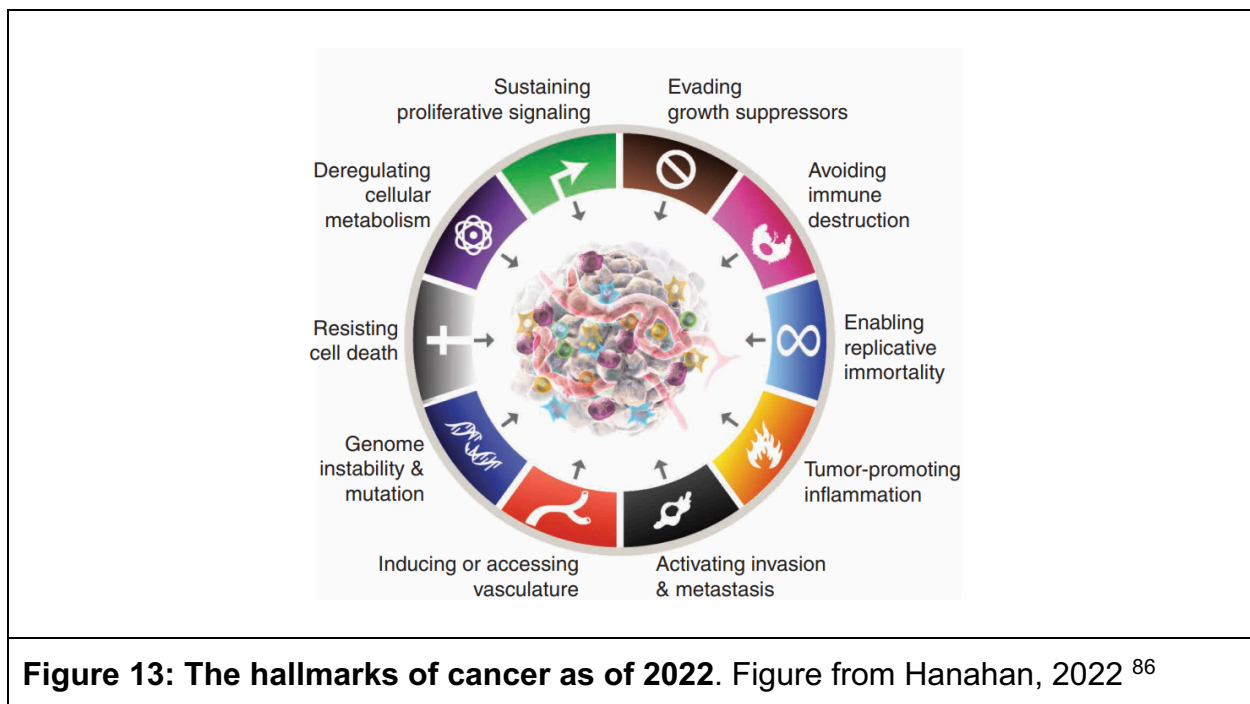 Sustaining
proliferative signaling
Evading
growth suppressors
Deregulating
cellular
metabolism
Avoiding
immune
destruction
Resisting
cell death
Enabling
replicative
immortality
Genome
instability &
mutation
Tumor-promoting
inflammation
Inducing or accessing
vasculature
Activating invasion
& metastasis
Figure 13: The hallmarks of cancer as of 2022. Figure from Hanahan, 2022 86